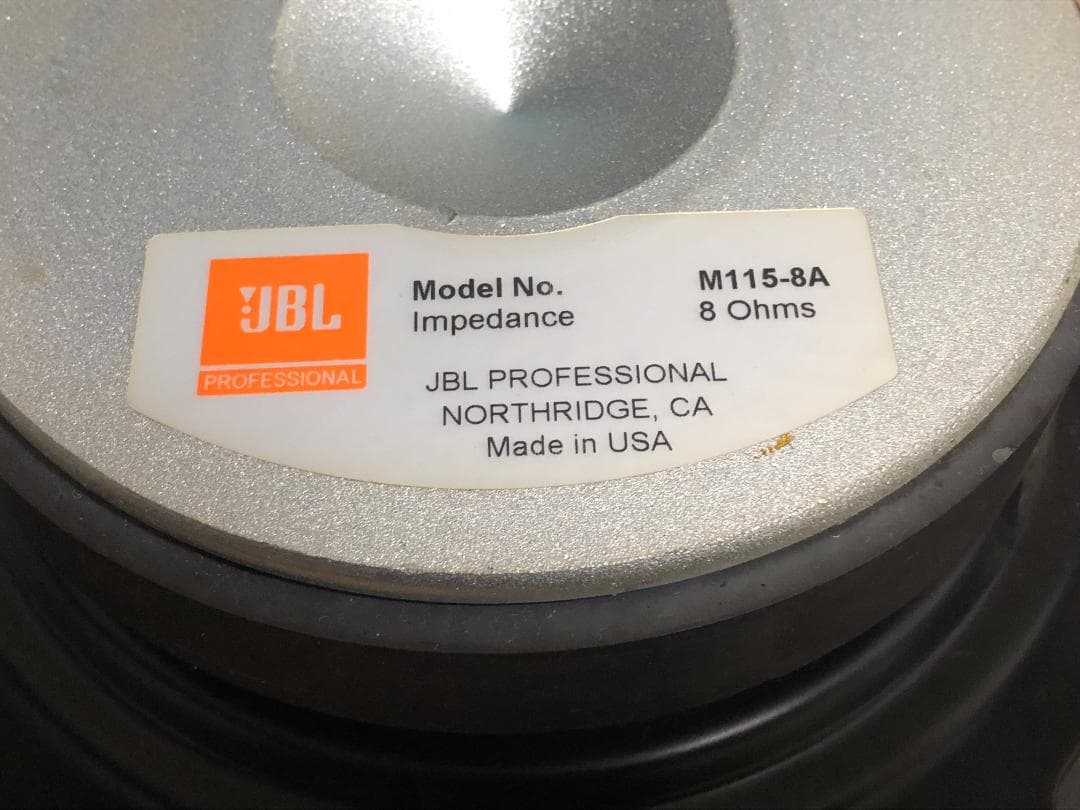 JBL
PROFESSIONAL
Model No. M115-8A
Impedance 8 Ohms
JBL PROFESSIONAL
NORTHRIDGE, CA
Made in USA